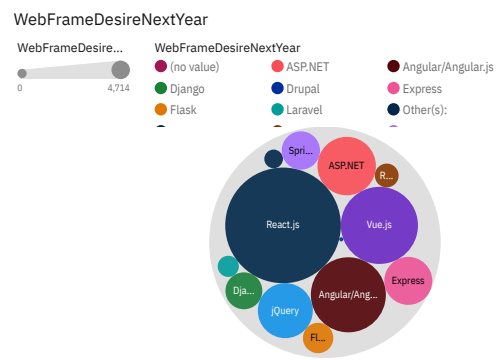 WebFrameDesireNextYear
WebFrameDesire...
0 4,714
WebFrameDesireNextYear
(no value) ASP.NET Angular/Angular.js
Django Drupal Express
Flask Laravel Other(s):
Spri...
ASP.NET
R...
React.js
Vue.js
Dja...
jQuery
Angular/Ang...
Express
Fl...